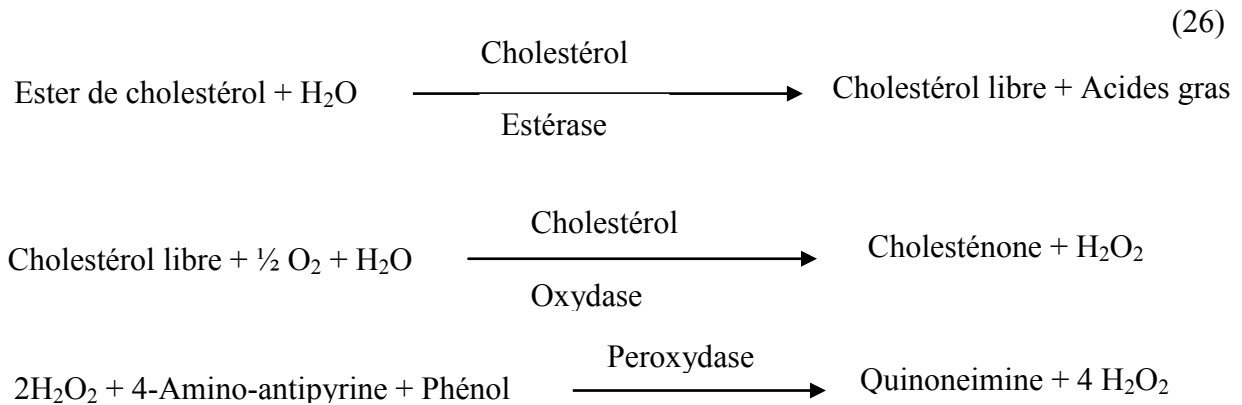 (26)
Cholestérol
Ester de cholestérol + H₂O Cholestérol libre + Acides gras
Estérase
Cholestérol
Cholestérol libre + ½ O₂ + H₂O Cholesténone + H₂O₂
Oxydase
Peroxydase
2H₂O₂ + 4-Amino-antipyrine + Phénol Quinoneimine + 4 H₂O₂